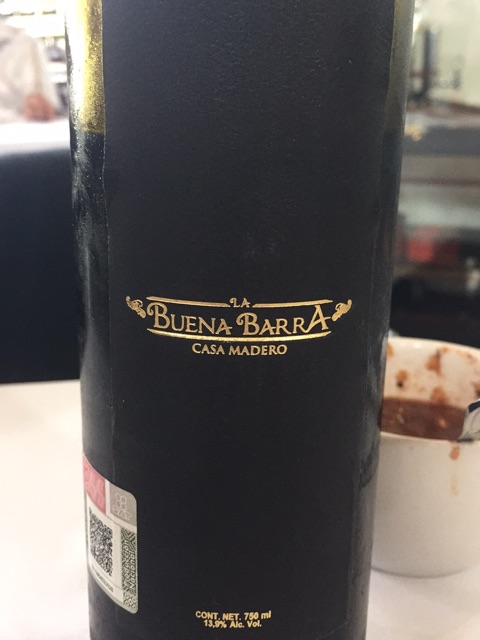 LA
BUENA BARRA
CASA MADERO
CONT. NET. 750 ml
13,9% Alc. Vol.